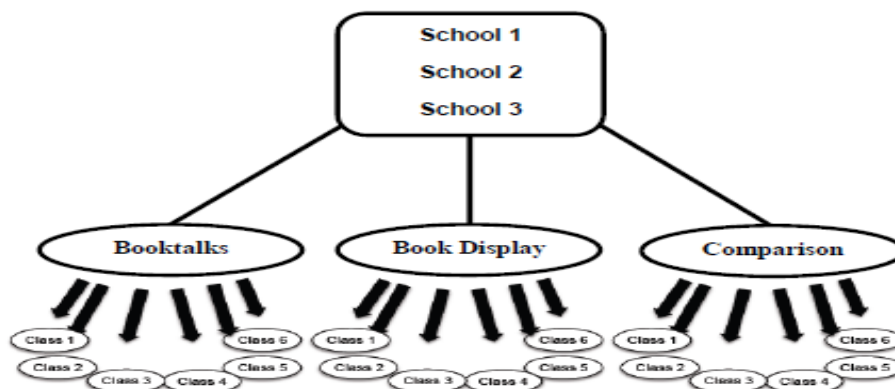 School 1
School 2
School 3
Booktalks
Book Display
Comparison
Class 1
Class 2
Class 3
Class 4
Class 5
Class 6
Class 1
Class 2
Class 3
Class 4
Class 5
Class 6
Class 1
Class 2
Class 3
Class 4
Class 5
Class 6